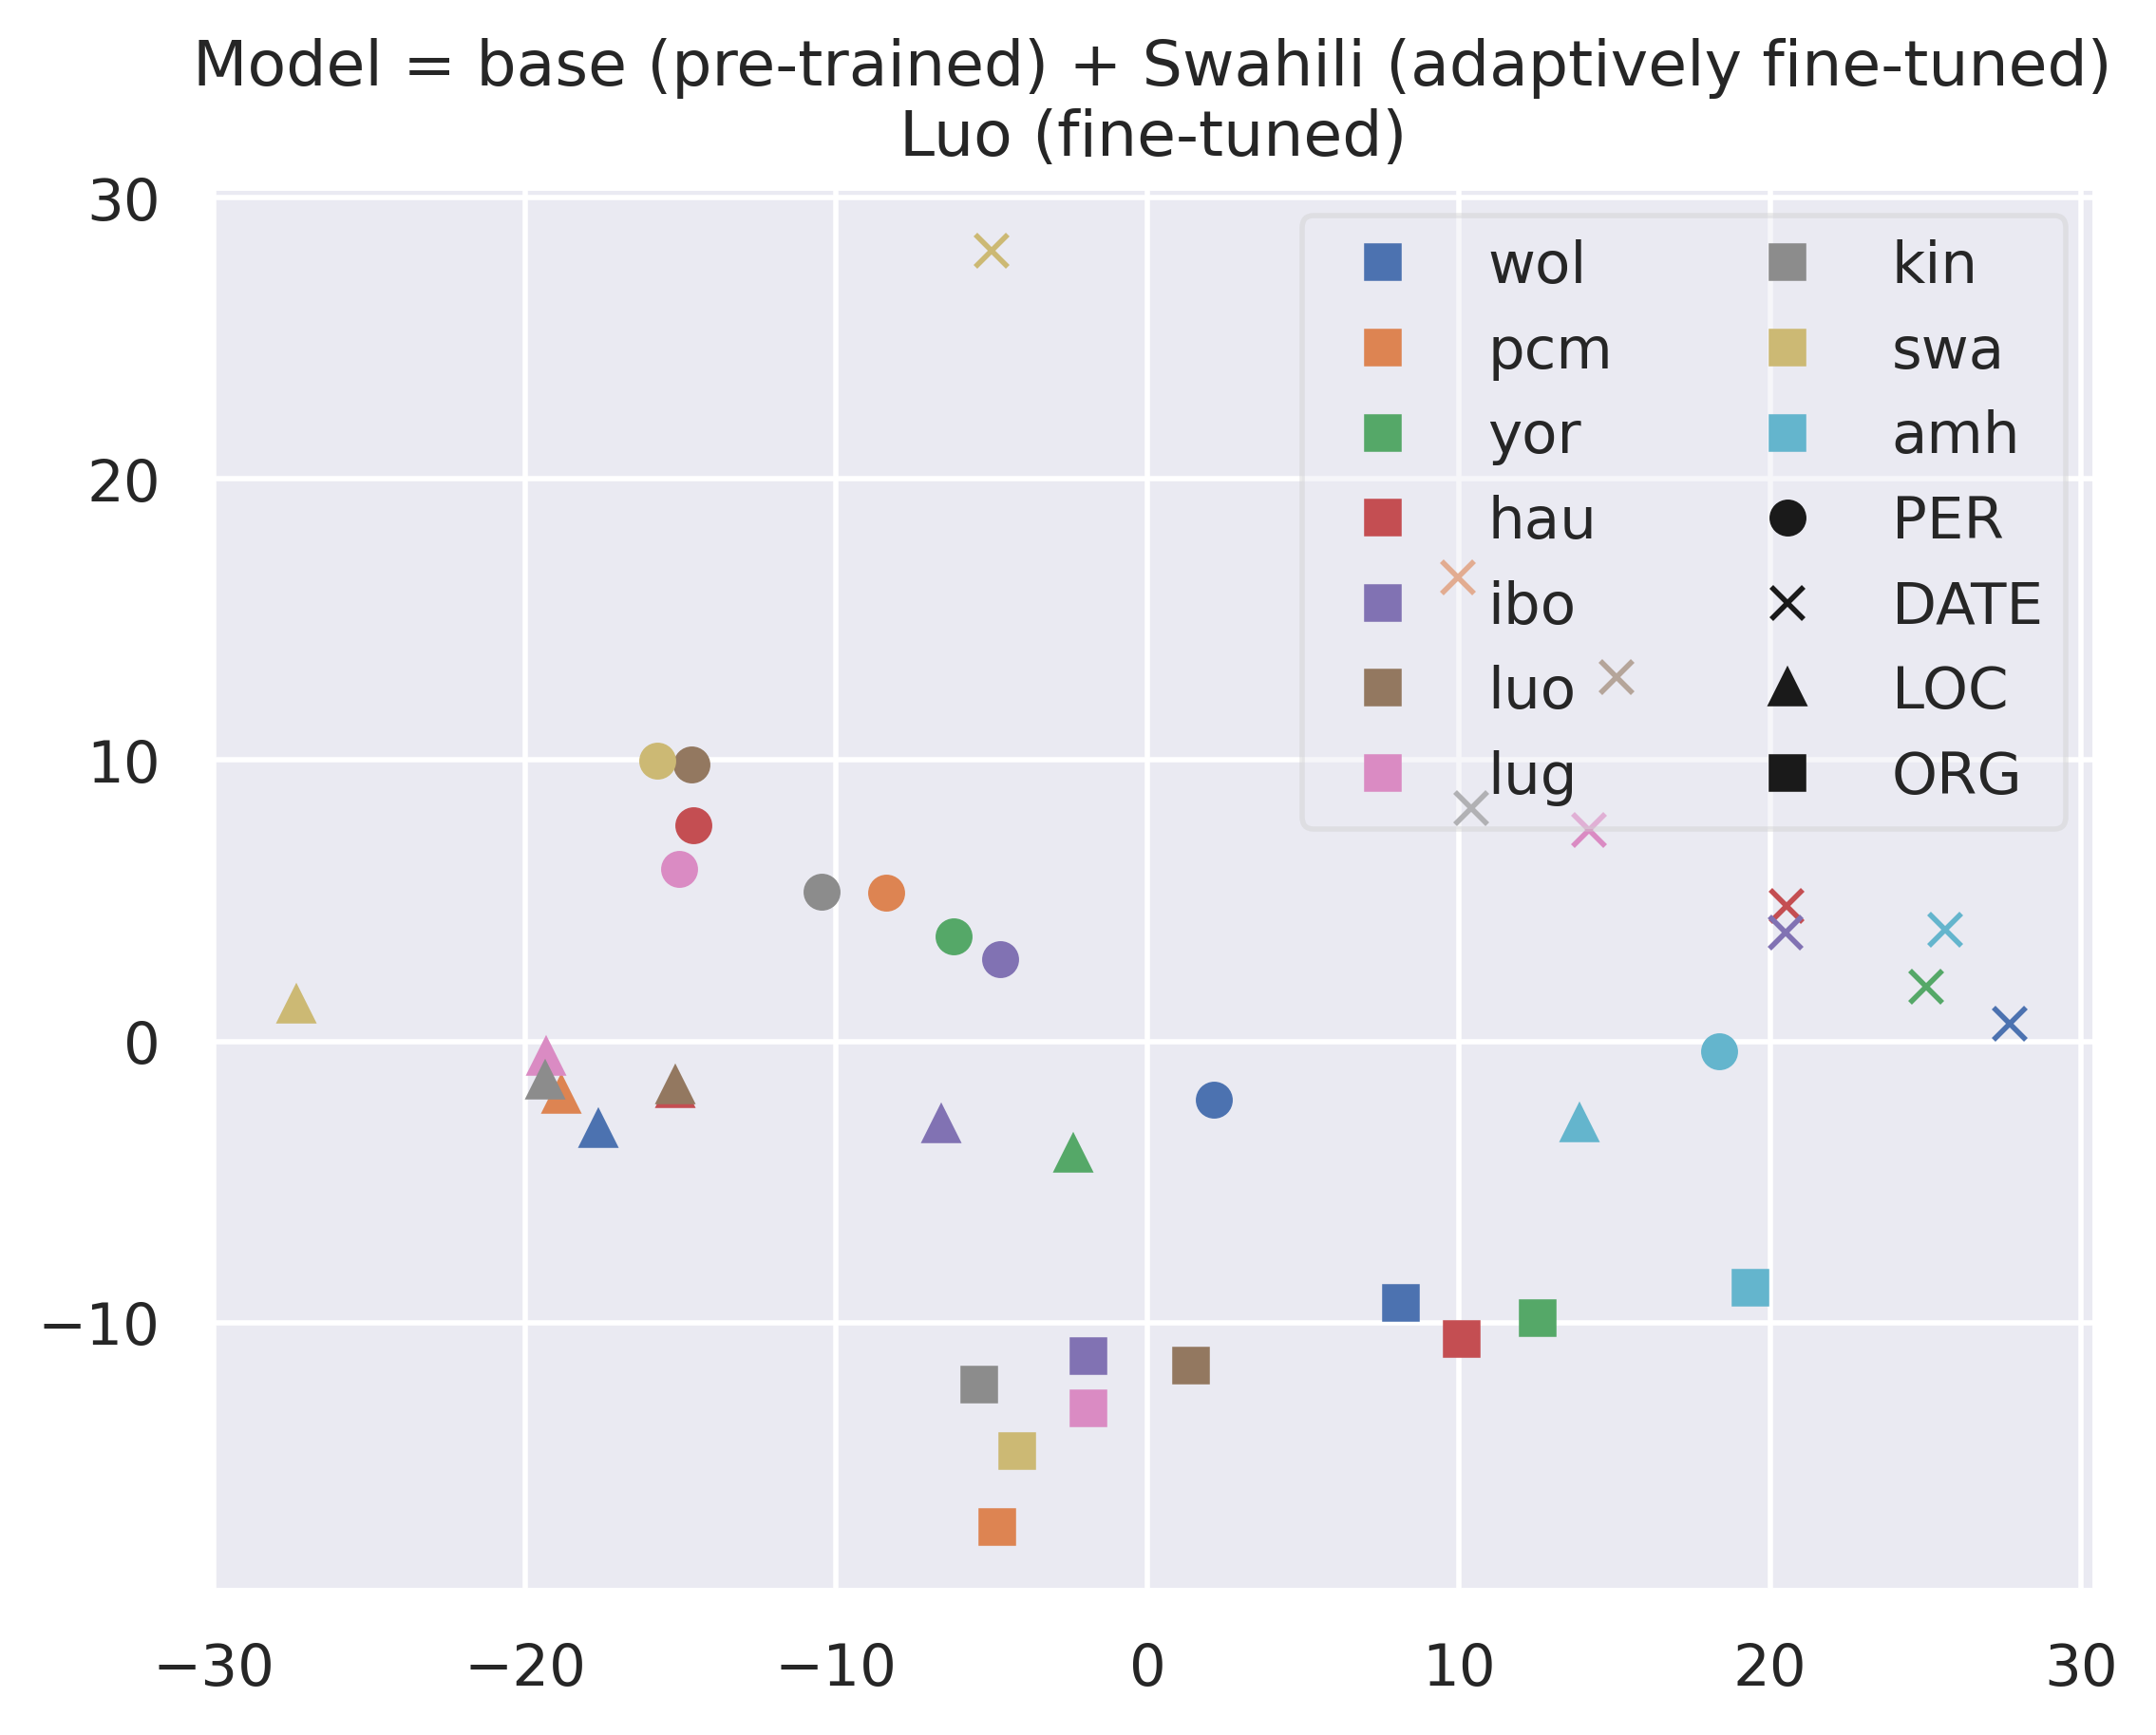 Model = base (pre-trained) + Swahili (adaptively fine-tuned)
Luo (fine-tuned)
30
20
10
0
−10
wol
pcm
yor
hau
ibo
luo
lug
kin
swa
amh
PER
DATE
LOC
ORG
−30 −20 −10 0 10 20 30